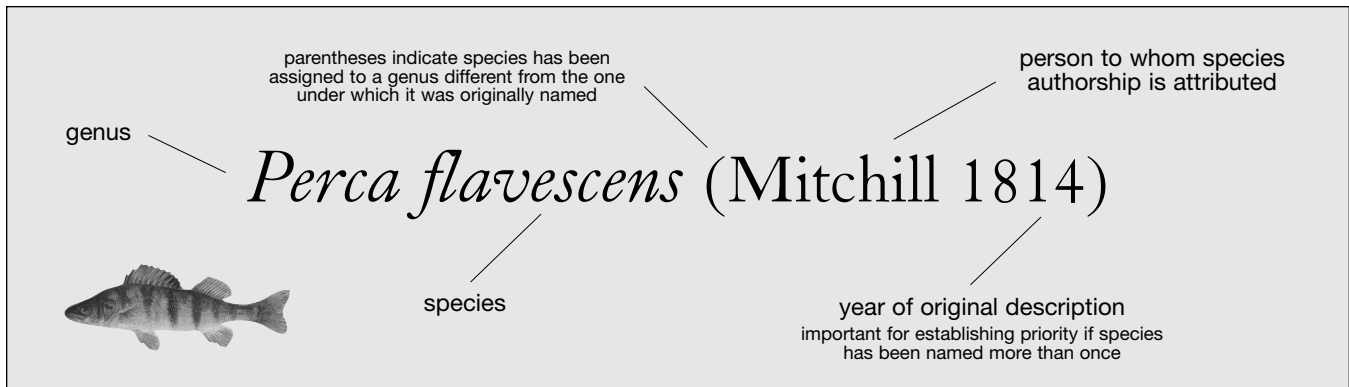 parentheses indicate species has been
assigned to a genus different from the one
under which it was originally named
person to whom species
authorship is attributed
genus
Perca flavescens (Mitchill 1814)
species
year of original description
important for establishing priority if species
has been named more than once